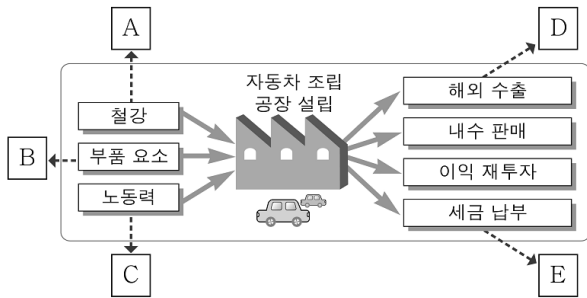 A
D
자동차 조립
공장 설립
철강
해외 수출
내수 판매
B
부품 요소
이익 재투자
노동력
세금 납부
C
E